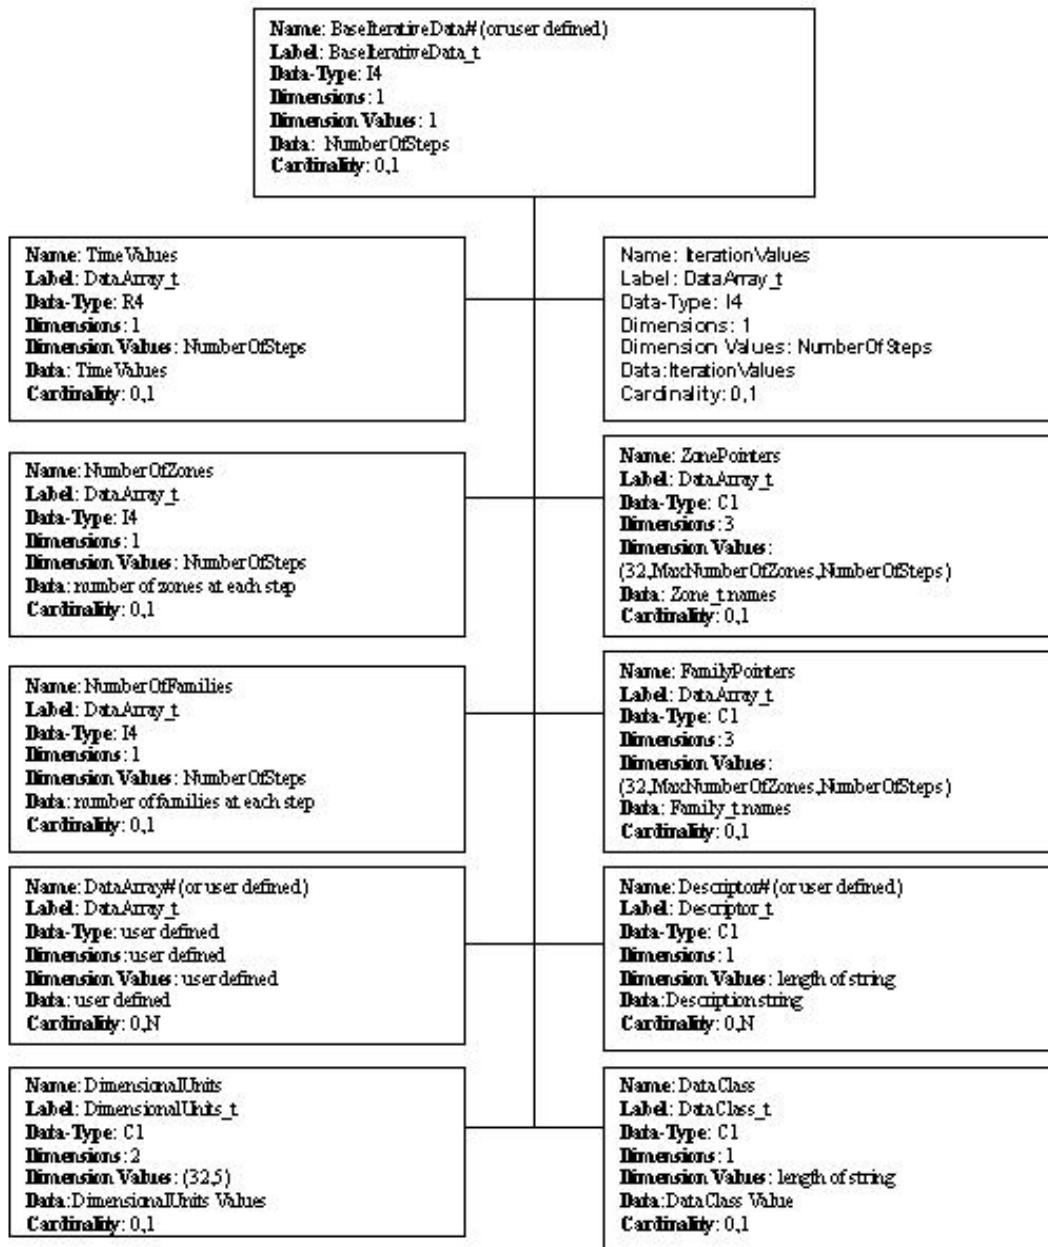 Name: BaseIterativeData# (or user defined)
Label: BaseIterativeData_t
Data-Type: I4
Dimensions: 1
Dimension Values: 1
Data: NumberOfSteps
Cardinality: 0,1
Name: TimeValues
Label: DataArray_t
Data-Type: R4
Dimensions: 1
Dimension Values: NumberOfSteps
Data: TimeValues
Cardinality: 0,1
Name: IterationValues
Label: DataArray_t
Data-Type: I4
Dimensions: 1
Dimension Values: NumberOfSteps
Data:IterationValues
Cardinality: 0,1
Name: NumberOfZones
Label: DataArray_t
Data-Type: I4
Dimensions: 1
Dimension Values: NumberOfSteps
Data: number of zones at each step
Cardinality: 0,1
Name: ZonePointers
Label: DataArray_t
Data-Type: C1
Dimensions: 3
Dimension Values:
(32,MaxNumberOfZones,NumberOfSteps)
Data: Zone_t names
Cardinality: 0,1
Name: NumberOfFamilies
Label: DataArray_t
Data-Type: I4
Dimensions: 1
Dimension Values: NumberOfSteps
Data: number of families at each step
Cardinality: 0,1
Name: FamilyPointers
Label: DataArray_t
Data-Type: C1
Dimensions: 3
Dimension Values:
(32,MaxNumberOfZones,NumberOfSteps)
Data: Family_t names
Cardinality: 0,1
Name: DataArray# (or user defined)
Label: DataArray_t
Data-Type: user defined
Dimensions: user defined
Dimension Values: user defined
Data: user defined
Cardinality: 0,N
Name: Descriptor# (or user defined)
Label: Descriptor_t
Data-Type: C1
Dimensions: 1
Dimension Values: length of string
Data:Description string
Cardinality: 0,N
Name: DimensionalUnits
Label: DimensionalUnits_t
Data-Type: C1
Dimensions: 2
Dimension Values: (32,5)
Data:DimensionalUnits Values
Cardinality: 0,1
Name: DataClass
Label: DataClass_t
Data-Type: C1
Dimensions: 1
Dimension Values: length of string
Data:DataClass Value
Cardinality: 0,1